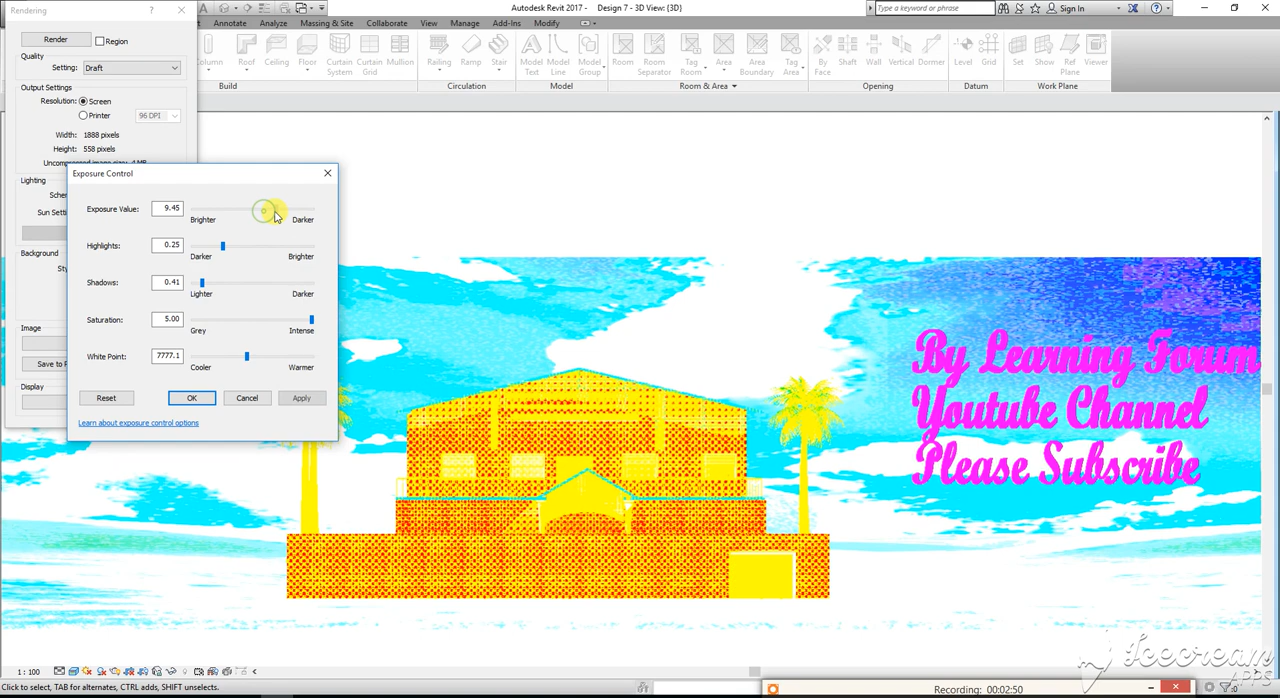 Rendering
?
Autodesk Revit 2017 - Design 7 - 3D View: {3D}
Type a keyword or phrase
Sign In
Annotate Analyze Massing & Site Collaborate View Manage Add-Ins Modify
Render
Region
Quality
Setting: Draft
Output Settings
Resolution: Screen
Printer 96 DPI
Width: 1888 pixels
Height: 558 pixels
Lighting
Sche
Sun Setti
Background
Sty
Image
Save to P
Display
Column Roof Ceiling Curtain System Floor Curtain Grid Mullion Railing Ramp Stair Model Text Model Line Model Group Room Room Separator Tag Room Area Area Boundary Tag Area By Face Shaft Wall Vertical Dormer Level Grid Set Show Ref Plane Viewer
Build Circulation Model Room & Area Opening Datum Work Plane
Exposure Control
Exposure Value: 9.45
Brighter Darker
Highlights: 0.25
Darker Brighter
Shadows: 0.41
Lighter Darker
Saturation: 5.00
Grey Intense
White Point: 7777.1
Cooler Warmer
Reset OK Cancel Apply
Learn about exposure control options
By Learning Forum
Youtube Channel
Please Subscribe
Icecream
APPS
1 : 100
Click to select, TAB for alternates, CTRL adds, SHIFT unselects.
Recording: 00:02:50